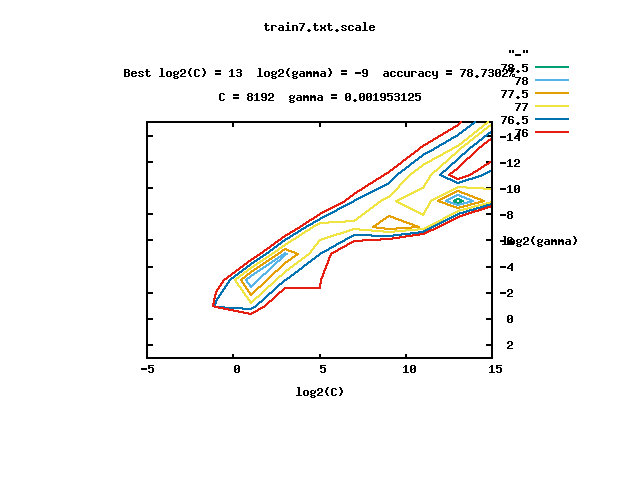 train7.txt.scale
"-"
Best log2(C) = 13 log2(gamma) = -9 accuracy = 78.7302%
C = 8192 gamma = 0.001953125
78.5
78
77.5
77
76.5
76
-14
-12
-10
-8
-6
log2(gamma)
-4
-2
0
2
-5 0 5 10 15
log2(C)